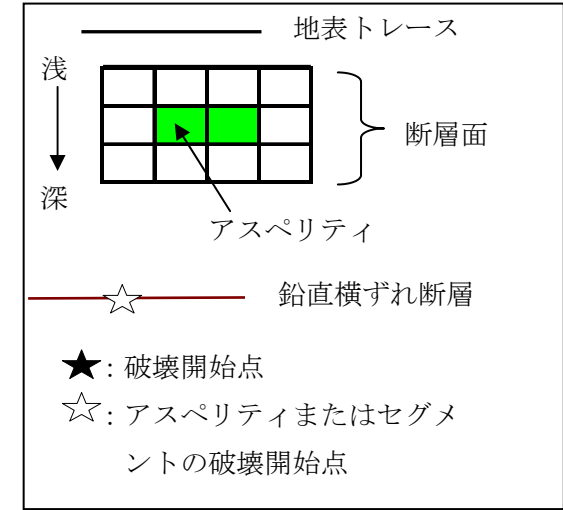 地表トレース
浅
断層面
深
アスペリティ
鉛直横ずれ断層
★:破壊開始点
☆:アスペリティまたはセグメ
ントの破壊開始点